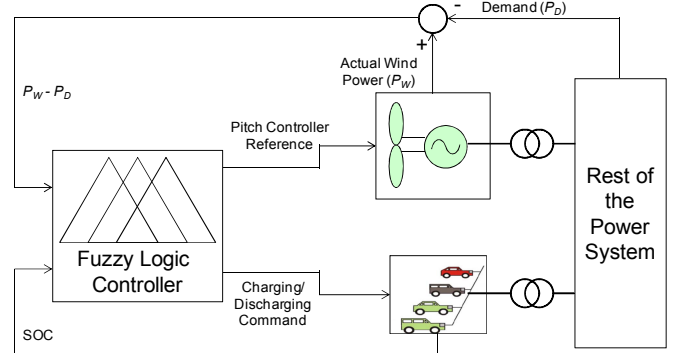 -
Demand (P_D)
+
Actual Wind
Power (P_W)
P_W - P_D
Pitch Controller
Reference
Rest of
the
Power
System
Fuzzy Logic
Controller
Charging/
Discharging
Command
SOC